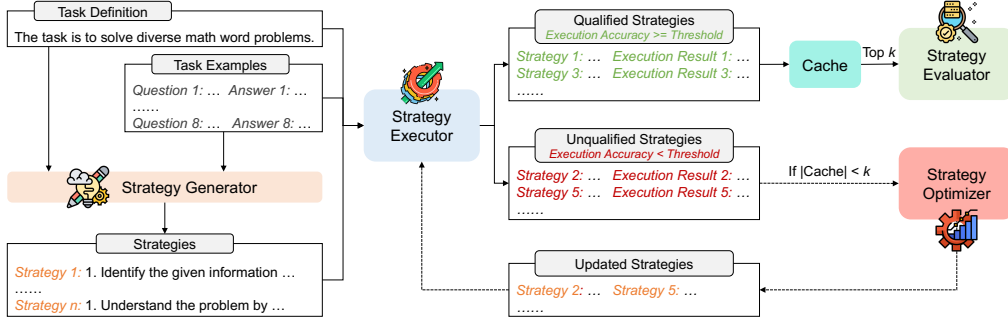 Task Definition
The task is to solve diverse math word problems.
Task Examples
Question 1: … Answer 1: …
……
Question 8: … Answer 8: …
Strategy Generator
Strategies
Strategy 1: 1. Identify the given information …
……
Strategy n: 1. Understand the problem by …
Strategy
Executor
Qualified Strategies
Execution Accuracy >= Threshold
Strategy 1: … Execution Result 1: …
Strategy 3: … Execution Result 3: …
……
Cache
Top k
Strategy
Evaluator
Unqualified Strategies
Execution Accuracy < Threshold
Strategy 2: … Execution Result 2: …
Strategy 5: … Execution Result 5: …
……
If |Cache| < k
Strategy
Optimizer
Updated Strategies
Strategy 2: … Strategy 5: …
……